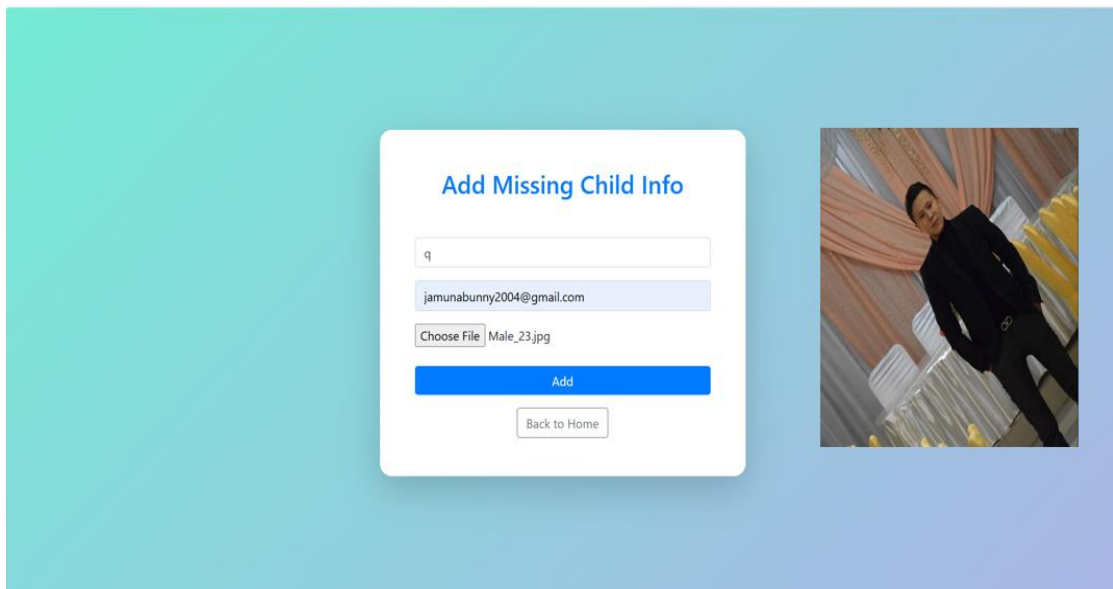 Add Missing Child Info
q
jamunabunny2004@gmail.com
Choose File Male_23.jpg
Add
Back to Home